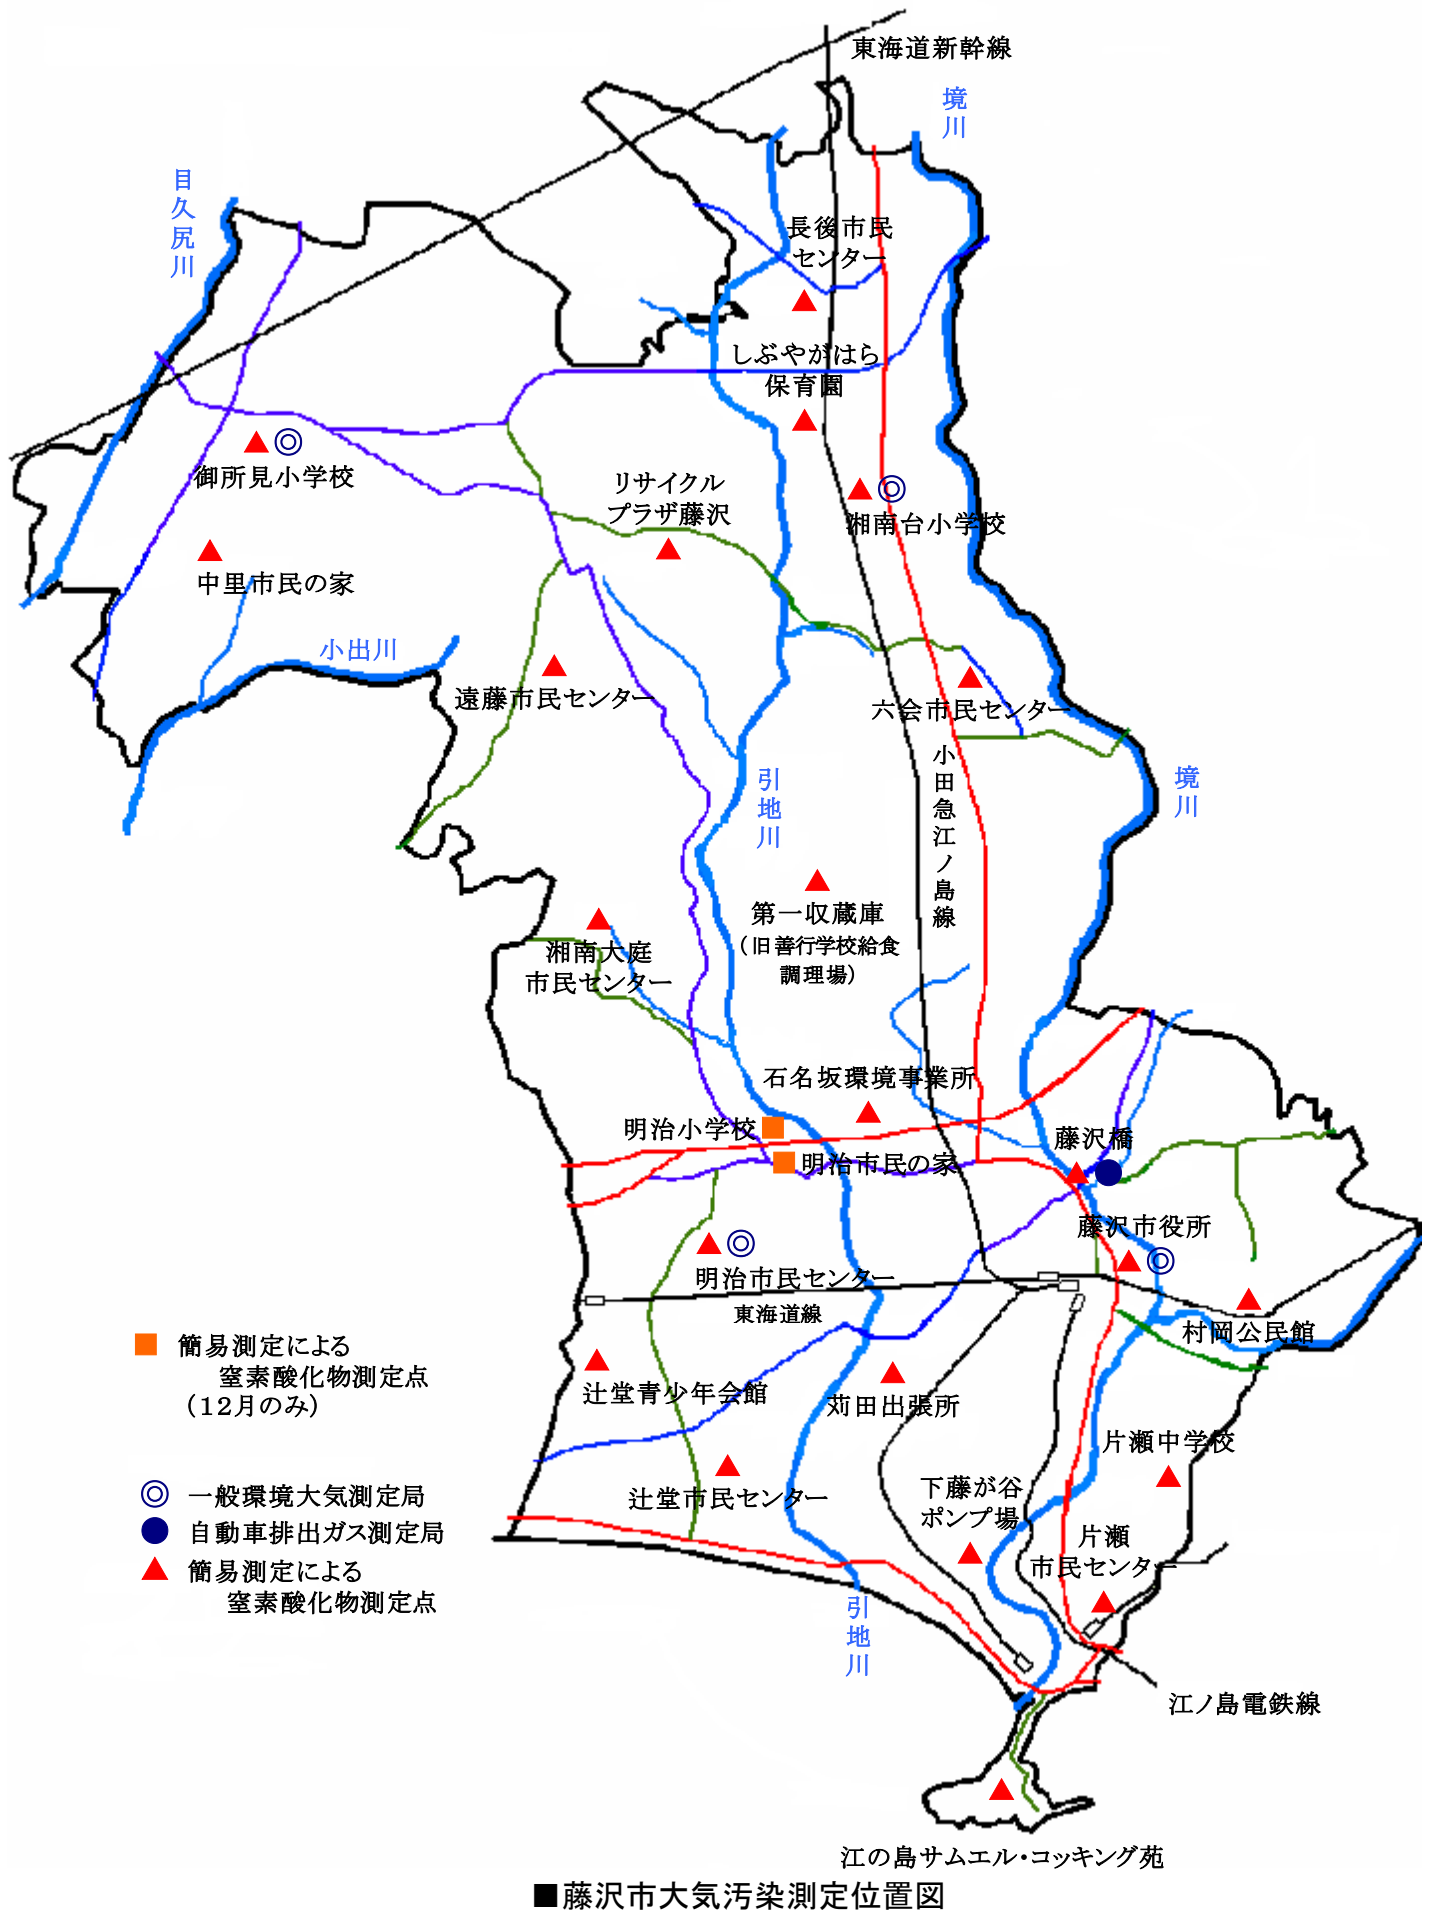 東海道新幹線
境川
目久尻川
長後市民
センター
しぶやがはら
保育園
御所見小学校
リサイクル
プラザ藤沢
湘南台小学校
中里市民の家
小出川
遠藤市民センター
六会市民センター
小田急江ノ島線
引地川
境川
第一収蔵庫
(旧善行学校給食
調理場)
湘南大庭
市民センター
石名坂環境事業所
明治小学校
藤沢橋
明治市民の家
藤沢市役所
明治市民センター
東海道線
村岡公民館
簡易測定による
窒素酸化物測定点
(12月のみ)
辻堂青少年会館
苅田出張所
片瀬中学校
下藤が谷
ポンプ場
辻堂市民センター
一般環境大気測定局
自動車排出ガス測定局
簡易測定による
窒素酸化物測定点
片瀬
市民センター
引地川
江ノ島電鉄線
江の島サムエル・コッキング苑
■藤沢市大気汚染測定位置図